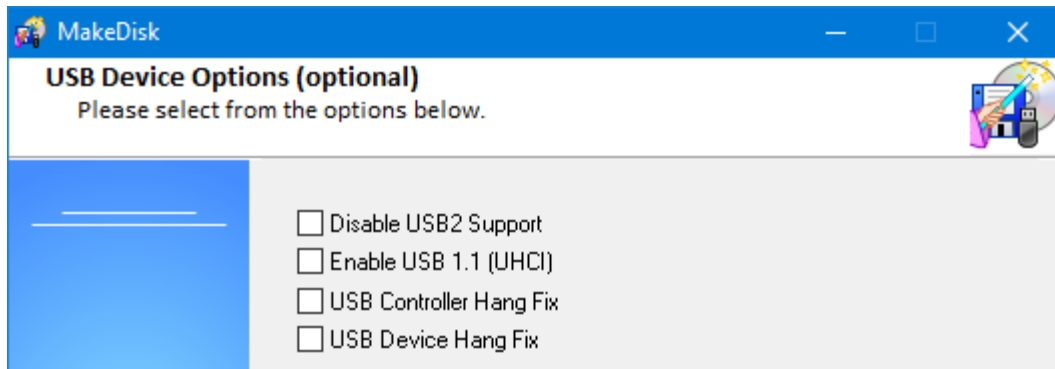 MakeDisk
USB Device Options (optional)
Please select from the options below.
Disable USB2 Support
Enable USB 1.1 (UHCI)
USB Controller Hang Fix
USB Device Hang Fix